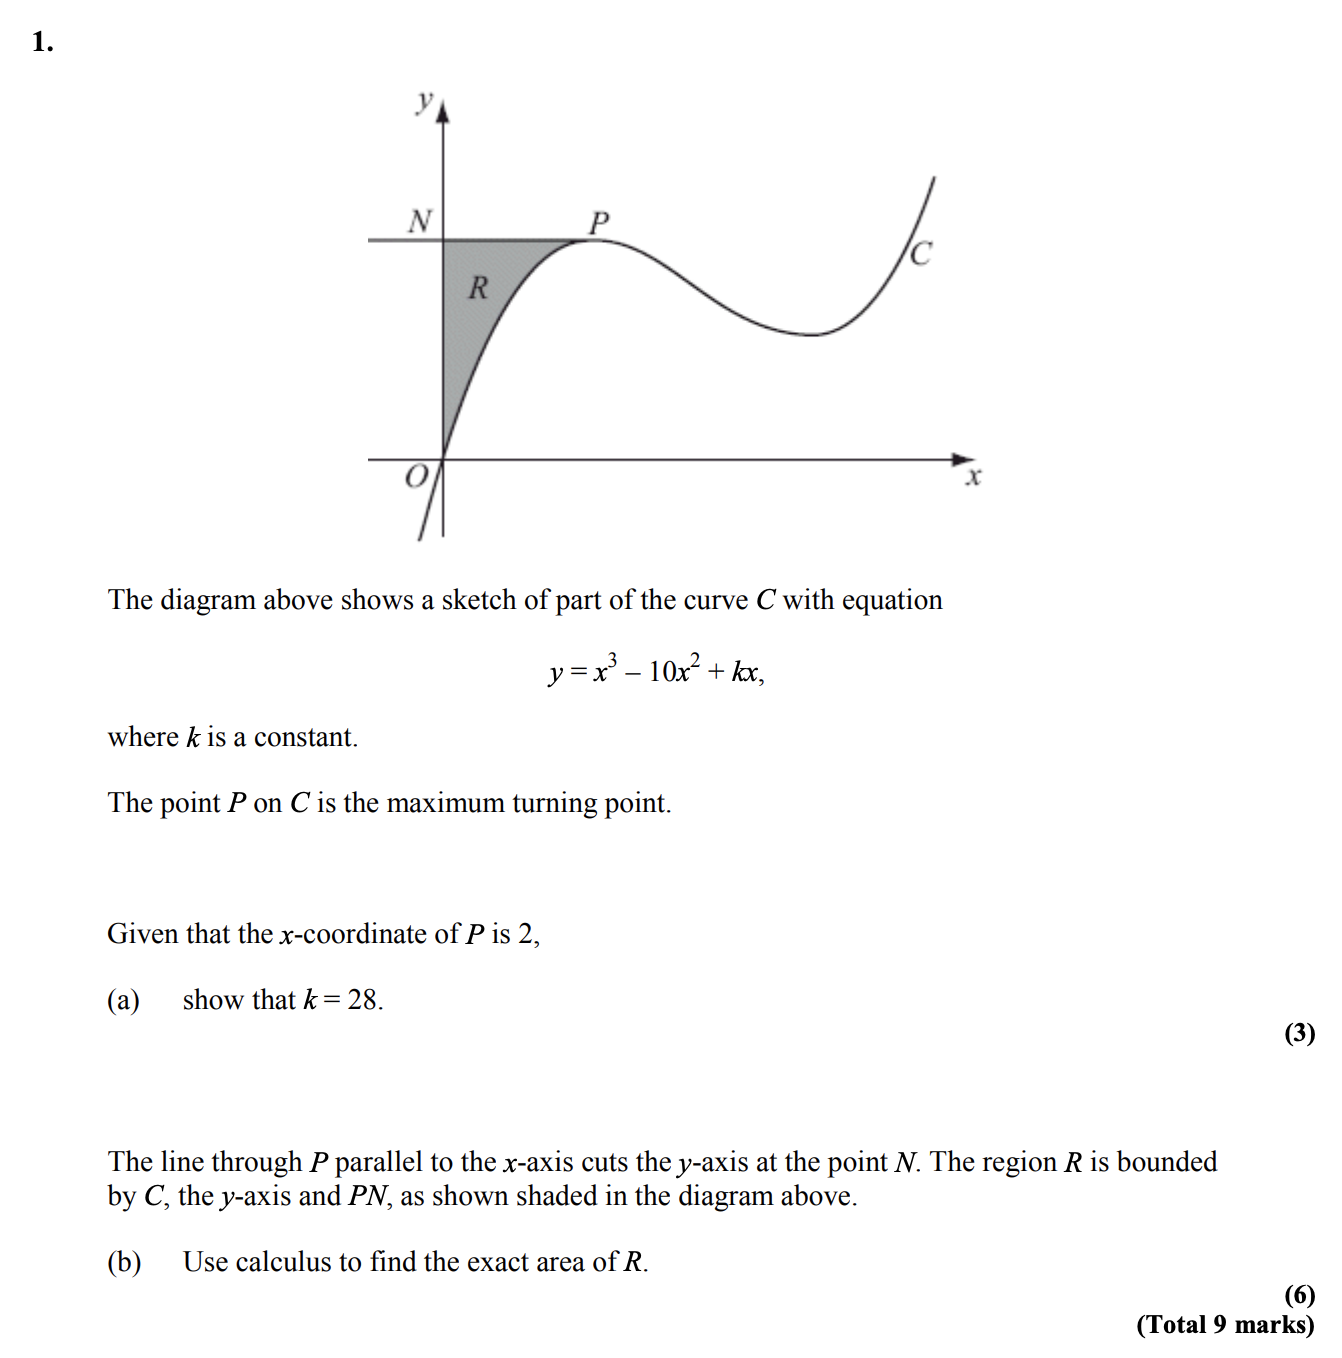 1.
y
N
P
C
R
O
x
The diagram above shows a sketch of part of the curve C with equation
y = x³ – 10x² + kx,
where k is a constant.
The point P on C is the maximum turning point.
Given that the x-coordinate of P is 2,
(a) show that k = 28.
(3)
The line through P parallel to the x-axis cuts the y-axis at the point N. The region R is bounded
by C, the y-axis and PN, as shown shaded in the diagram above.
(b) Use calculus to find the exact area of R.
(6)
(Total 9 marks)